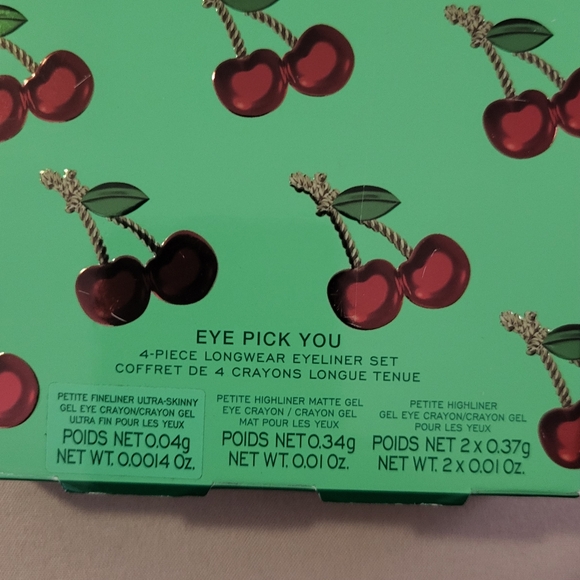 EYE PICK YOU
4-PIECE LONGWEAR EYELINER SET
COFFRET DE 4 CRAYONS LONGUE TENUE
PETITE FINELINER ULTRA-SKINNY
GEL EYE CRAYON/CRAYON GEL
ULTRA FIN POUR LES YEUX
POIDS NET 0.04g
NET WT. 0.0014 Oz.
PETITE HIGHLINER MATTE GEL
EYE CRAYON / CRAYON GEL
MAT POUR LES YEUX
POIDS NET 0.34g
NET WT. 0.01 Oz.
PETITE HIGHLINER
GEL EYE CRAYON/CRAYON GEL
POUR LES YEUX
POIDS NET 2 x 0.37g
NET WT. 2 x 0.01 Oz.